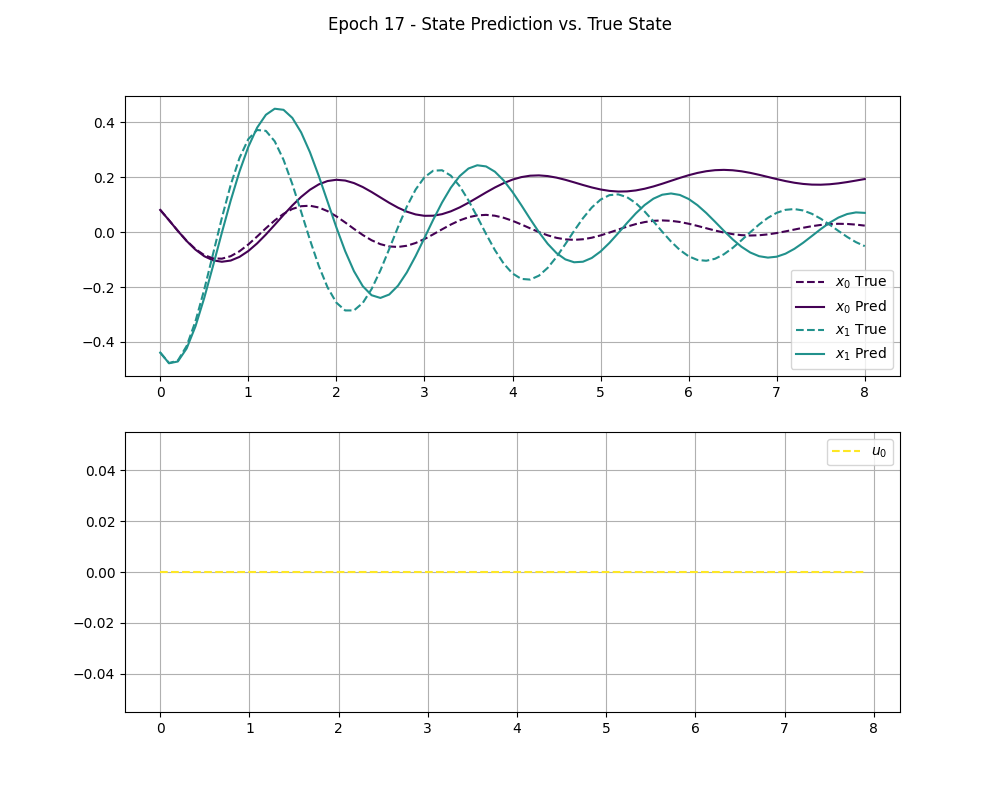 Epoch 17 - State Prediction vs. True State
0.4
0.2
0.0
−0.2
−0.4
x₀ True
x₀ Pred
x₁ True
x₁ Pred
0 1 2 3 4 5 6 7 8
0.04
0.02
0.00
−0.02
−0.04
u₀
0 1 2 3 4 5 6 7 8